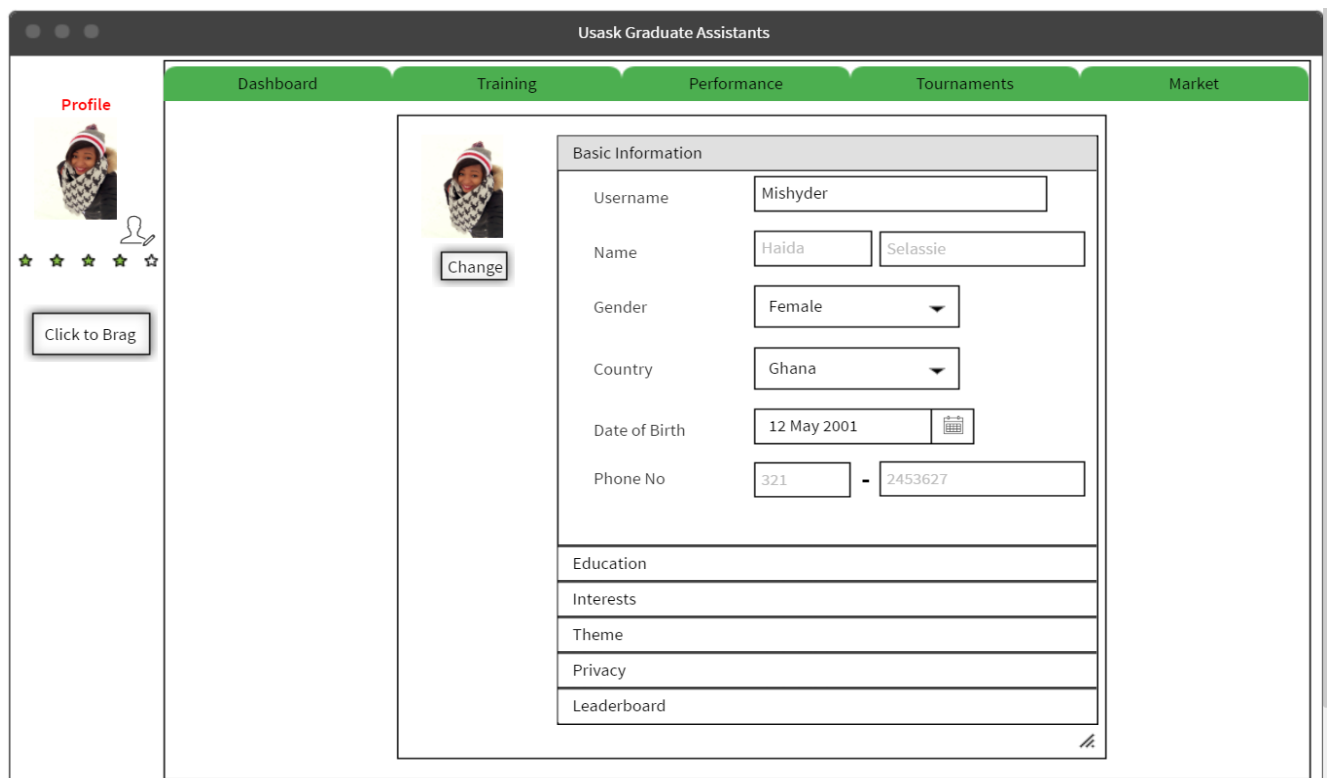 Usask Graduate Assistants
Dashboard Training Performance Tournaments Market
Profile
Click to Brag
Change
Basic Information
Username Mishyder
Name Haida Selassie
Gender Female
Country Ghana
Date of Birth 12 May 2001
Phone No 321 - 2453627
Education
Interests
Theme
Privacy
Leaderboard